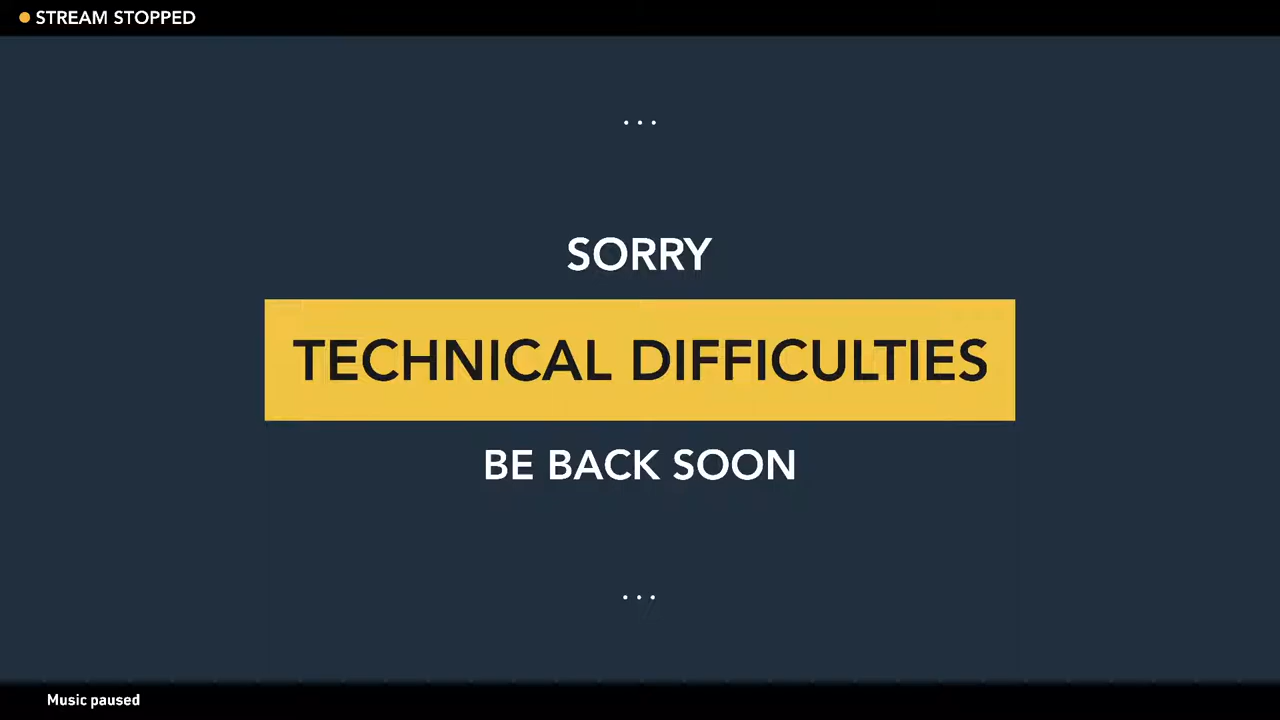 STREAM STOPPED
...
SORRY
TECHNICAL DIFFICULTIES
BE BACK SOON
...
Music paused